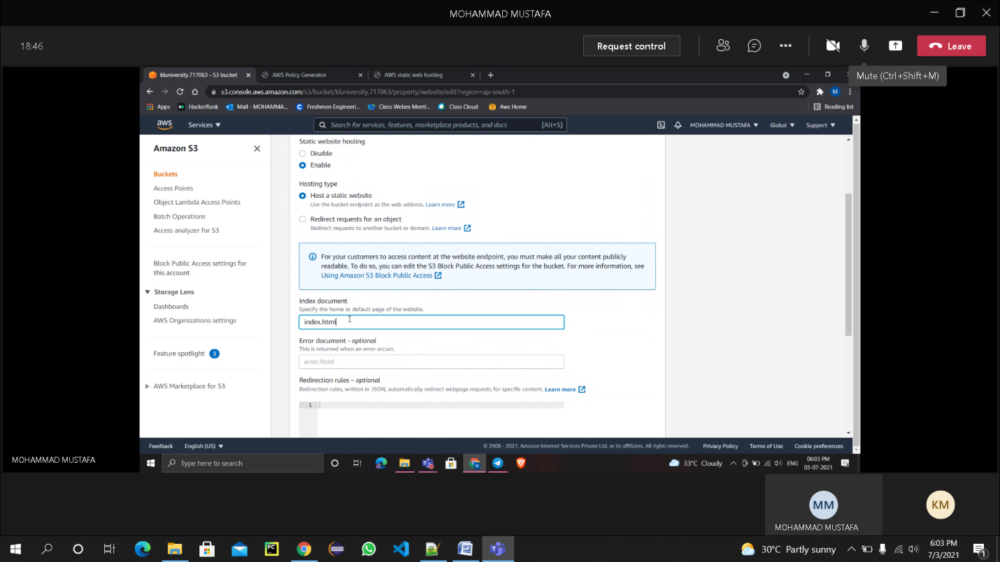 MOHAMMAD MUSTAFA
18:46
Request control
Leave
Mute (Ctrl+Shift+M)
kluniversity.717063 - S3 bucket
AWS Policy Generator
AWS static web hosting
s3.console.aws.amazon.com/s3/bucket/kluniversity.717063/property/website/edit?region=ap-south-1
M
Apps
HackerRank
Mail - MOHAMMA...
Freshmen Engineeri...
Cisco Webex Meeti...
Class Cloud
Aws Home
Reading list
aws
Services
Search for services, features, marketplace products, and docs
[Alt+S]
MOHAMMAD MUSTAFA
Global
Support
Amazon S3
Buckets
Access Points
Object Lambda Access Points
Batch Operations
Access analyzer for S3
Block Public Access settings for
this account
Storage Lens
Dashboards
AWS Organizations settings
Feature spotlight 3
AWS Marketplace for S3
Static website hosting
Disable
Enable
Hosting type
Host a static website
Use the bucket endpoint as the web address. Learn more
Redirect requests for an object
Redirect requests to another bucket or domain. Learn more
For your customers to access content at the website endpoint, you must make all your content publicly
readable. To do so, you can edit the S3 Block Public Access settings for the bucket. For more information, see
Using Amazon S3 Block Public Access
Index document
Specify the home or default page of the website.
index.html
Error document - optional
This is returned when an error occurs.
error.html
Redirection rules – optional
Redirection rules, written in JSON, automatically redirect webpage requests for specific content. Learn more
1
Feedback
English (US)
© 2008 - 2021, Amazon Internet Services Private Ltd. or its affiliates. All rights reserved.
Privacy Policy
Terms of Use
Cookie preferences
Type here to search
33°C Cloudy
ENG
06:03 PM
03-07-2021
MOHAMMAD MUSTAFA
MM
MOHAMMAD MUSTAFA
KM
PC
30°C Partly sunny
6:03 PM
7/3/2021
1